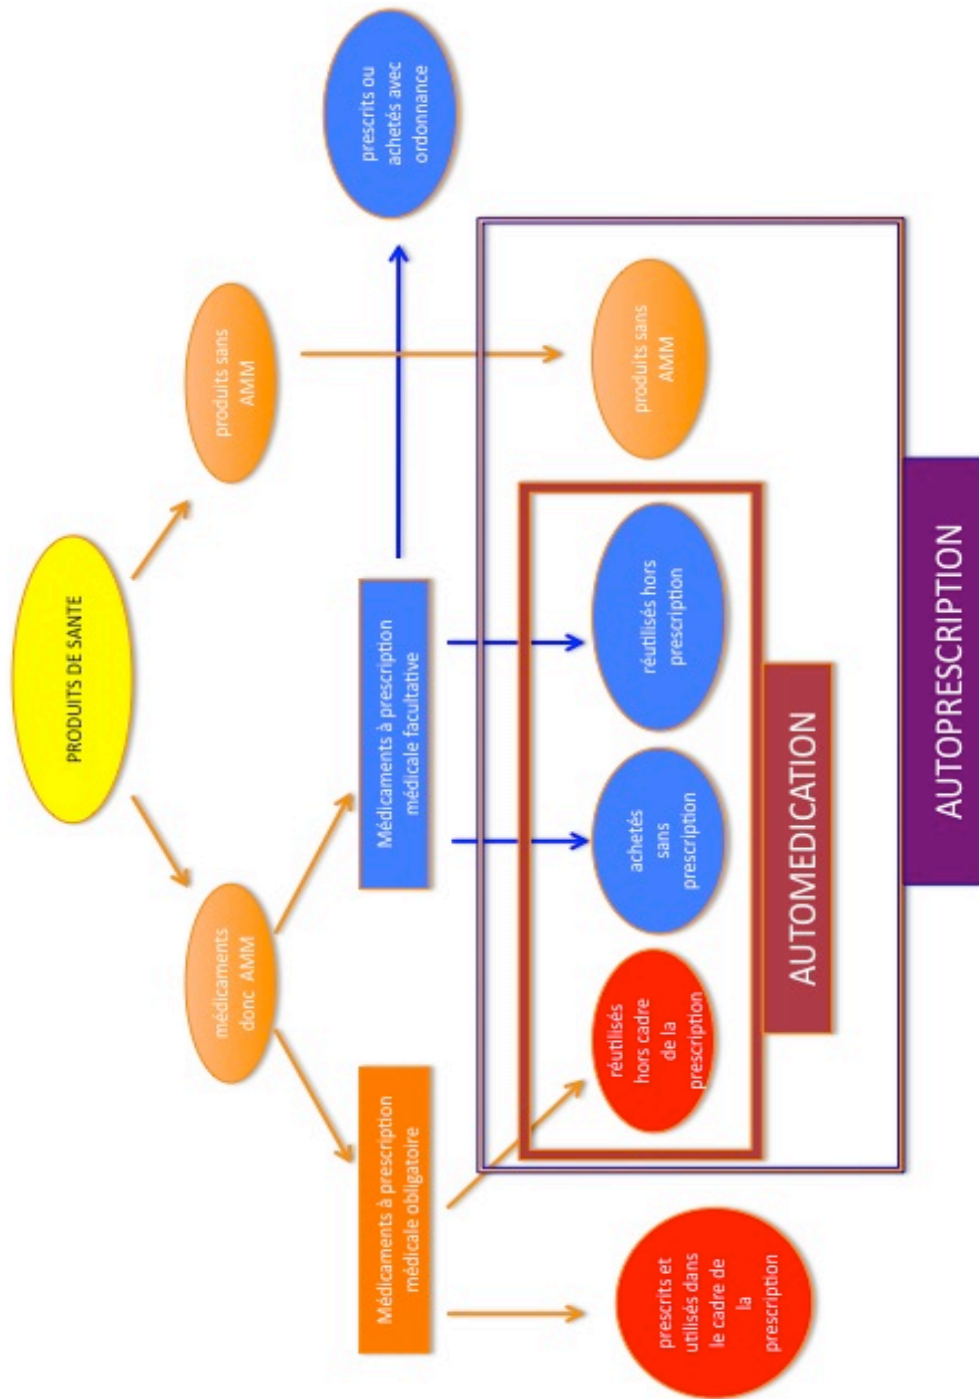 PRODUITS DE SANTE
médicaments
donc AMM
produits sans
AMM
Médicaments à prescription
médicale obligatoire
Médicaments à prescription
médicale facultative
prescrits ou
achetés avec
ordonnance
prescrits et
utilisés dans
le cadre de
la
prescription
réutilisés
hors cadre
de la
prescription
achetés
sans
prescription
réutilisés hors
prescription
produits sans
AMM
AUTOMEDICATION
AUTOPRESCRIPTION